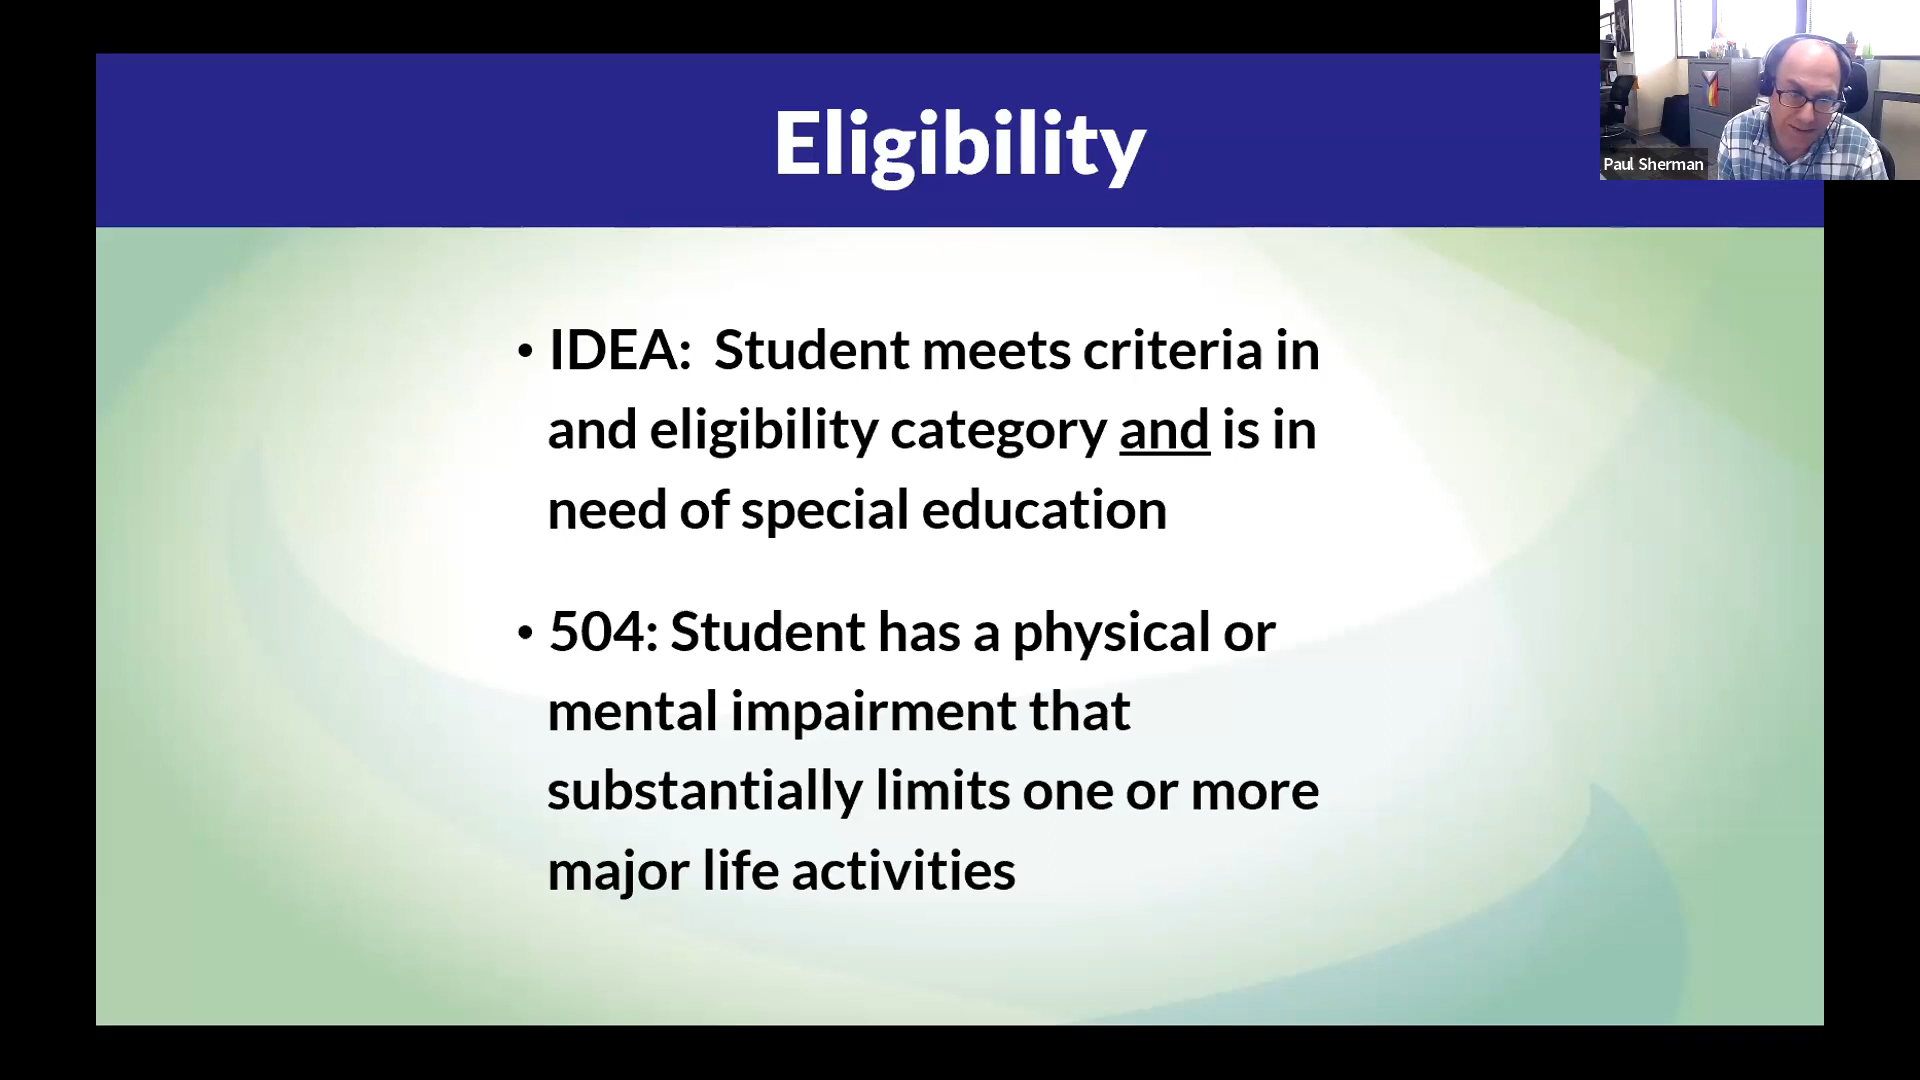 Eligibility
Paul Sherman
• IDEA:  Student meets criteria in
and eligibility category and is in
need of special education
• 504: Student has a physical or
mental impairment that
substantially limits one or more
major life activities